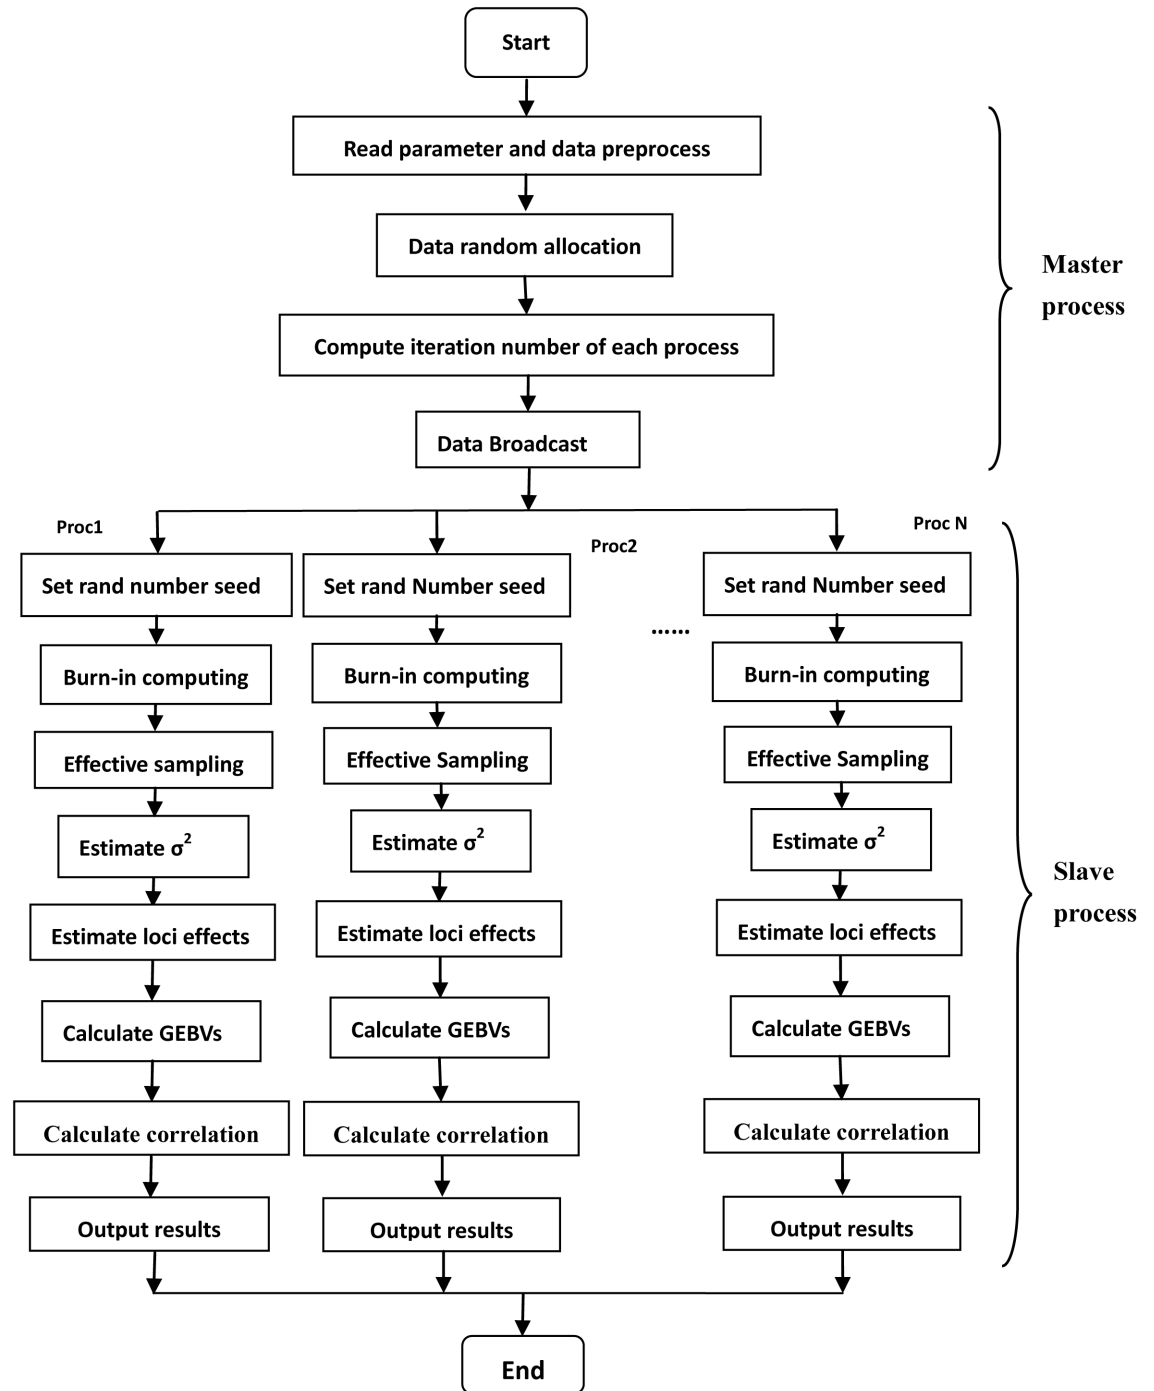 Start
Read parameter and data preprocess
Data random allocation
Compute iteration number of each process
Data Broadcast
Master
process
Proc1
Proc2
Proc N
Set rand number seed
Set rand Number seed
Set rand Number seed
......
Burn-in computing
Burn-in computing
Burn-in computing
Effective sampling
Effective Sampling
Effective Sampling
Estimate σ²
Estimate σ²
Estimate σ²
Slave
process
Estimate loci effects
Estimate loci effects
Estimate loci effects
Calculate GEBVs
Calculate GEBVs
Calculate GEBVs
Calculate correlation
Calculate correlation
Calculate correlation
Output results
Output results
Output results
End